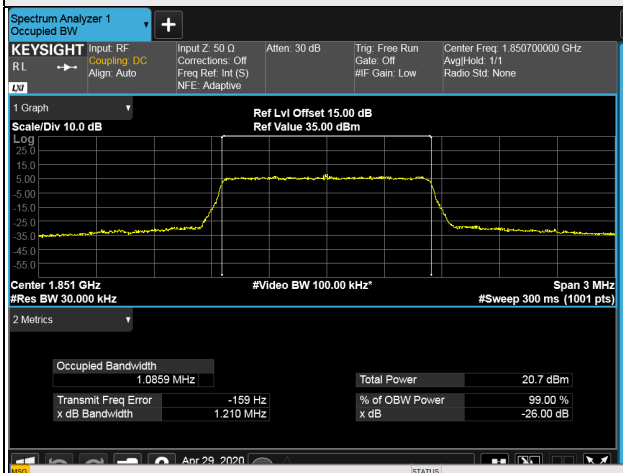 Spectrum Analyzer 1
Occupied BW
+
KEYSIGHT Input: RF Input Z: 50 Ω Atten: 30 dB Trig: Free Run Center Freq: 1.850700000 GHz
RL Coupling: DC Corrections: Off Gate: Off Avg|Hold: 1/1
Align: Auto Freq Ref: Int (S) #IF Gain: Low Radio Std: None
LXI NFE: Adaptive
1 Graph
Ref Lvl Offset 15.00 dB
Scale/Div 10.0 dB Ref Value 35.00 dBm
Log
25.0
15.0
5.00
-5.00
-15.0
-25.0
-35.0
-45.0
-55.0
Center 1.851 GHz #Video BW 100.00 kHz* Span 3 MHz
#Res BW 30.000 kHz #Sweep 300 ms (1001 pts)
2 Metrics
Occupied Bandwidth
1.0859 MHz Total Power 20.7 dBm
Transmit Freq Error -159 Hz % of OBW Power 99.00 %
x dB Bandwidth 1.210 MHz x dB -26.00 dB
Apr 29, 2020
MSG STATUS